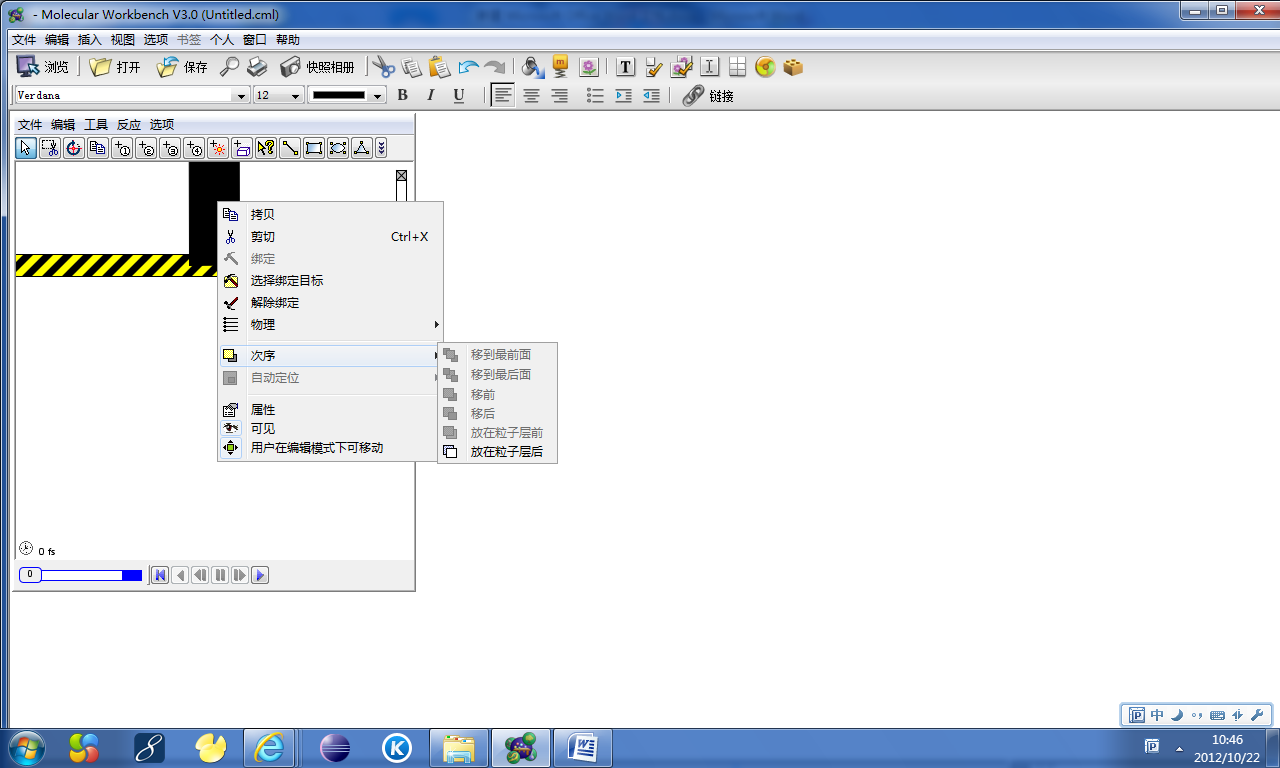 - Molecular Workbench V3.0 (Untitled.cml)
文件 编辑 插入 视图 选项 书签 个人 窗口 帮助
浏览 打开 保存 快照相册
Verdana 12 B I U 链接
文件 编辑 工具 反应 选项
拷贝
剪切 Ctrl+X
绑定
选择绑定目标
解除绑定
物理
次序
自动定位
属性
可见
用户在编辑模式下可移动
移到最前面
移到最后面
移前
移后
放在粒子层前
放在粒子层后
0 fs
0
中
10:46
2012/10/22